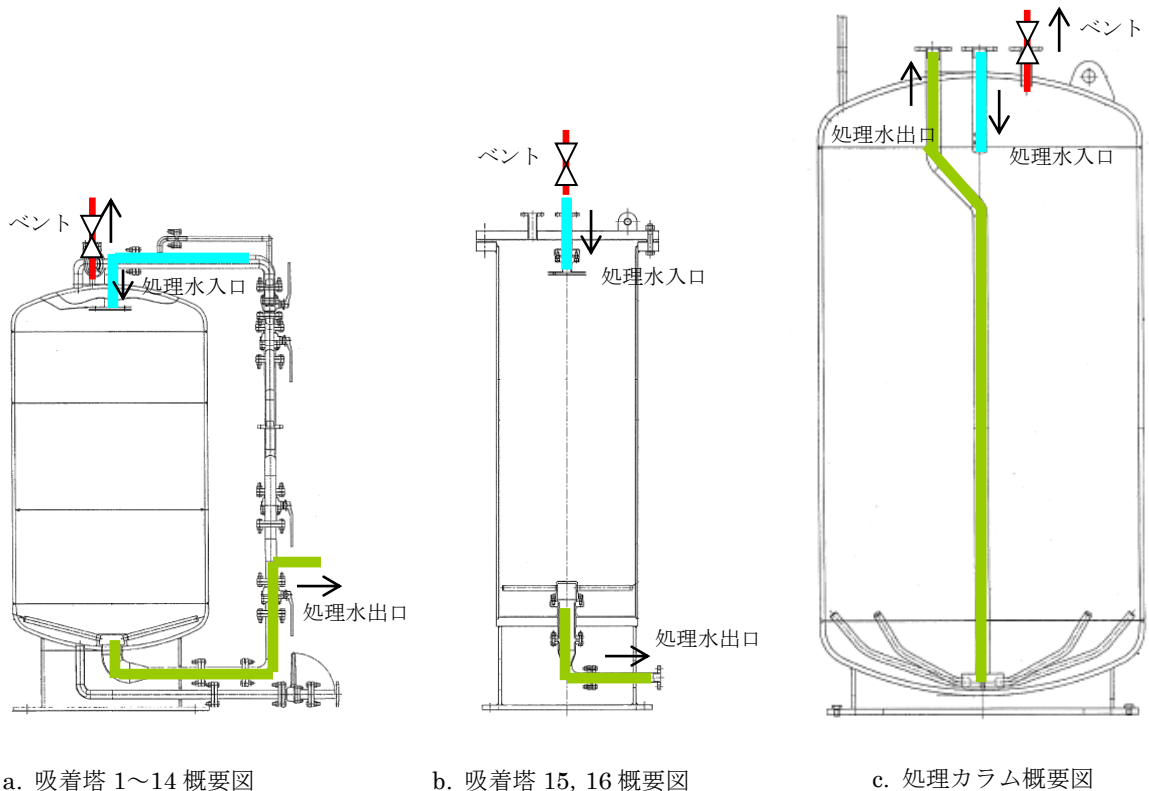 ベント
処理水入口
処理水出口
a. 吸着塔 1～14 概要図
ベント
処理水入口
処理水出口
b. 吸着塔 15, 16 概要図
ベント
処理水出口
処理水入口
c. 処理カラム概要図